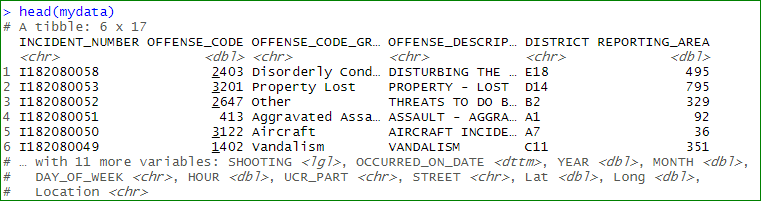 > head(mydata)
# A tibble: 6 x 17
  INCIDENT_NUMBER OFFENSE_CODE OFFENSE_CODE_GR… OFFENSE_DESCRIP… DISTRICT REPORTING_AREA
  <chr>                  <dbl> <chr>            <chr>            <chr>             <dbl>
1 I182080058              2403 Disorderly Cond… DISTURBING THE … E18                 495
2 I182080053              3201 Property Lost    PROPERTY - LOST  D14                 795
3 I182080052              2647 Other            THREATS TO DO B… B2                  329
4 I182080051               413 Aggravated Assa… ASSAULT - AGGRA… A1                   92
5 I182080050              3122 Aircraft         AIRCRAFT INCIDE… A7                   36
6 I182080049              1402 Vandalism        VANDALISM        C11                 351
# … with 11 more variables: SHOOTING <lgl>, OCCURRED_ON_DATE <dttm>, YEAR <dbl>, MONTH <dbl>,
#   DAY_OF_WEEK <chr>, HOUR <dbl>, UCR_PART <chr>, STREET <chr>, Lat <dbl>, Long <dbl>,
#   Location <chr>